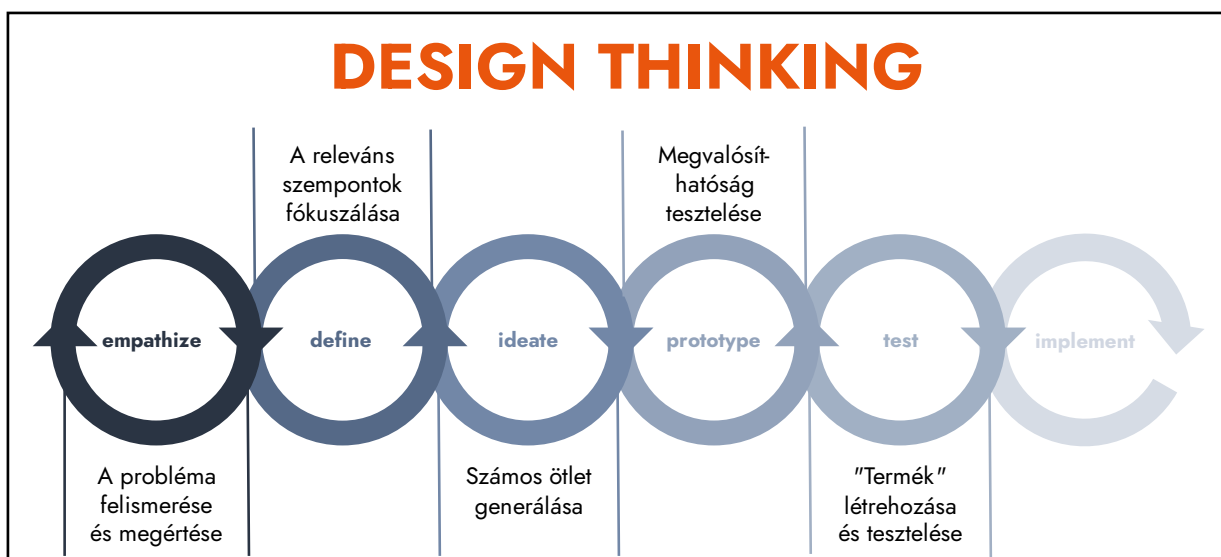 DESIGN THINKING
A releváns
szempontok
fókuszálása
Megvalósít-
hatóság
tesztelése
empathize
define
ideate
prototype
test
implement
A probléma
felismerése
és megértése
Számos ötlet
generálása
"Termék"
létrehozása
és tesztelése